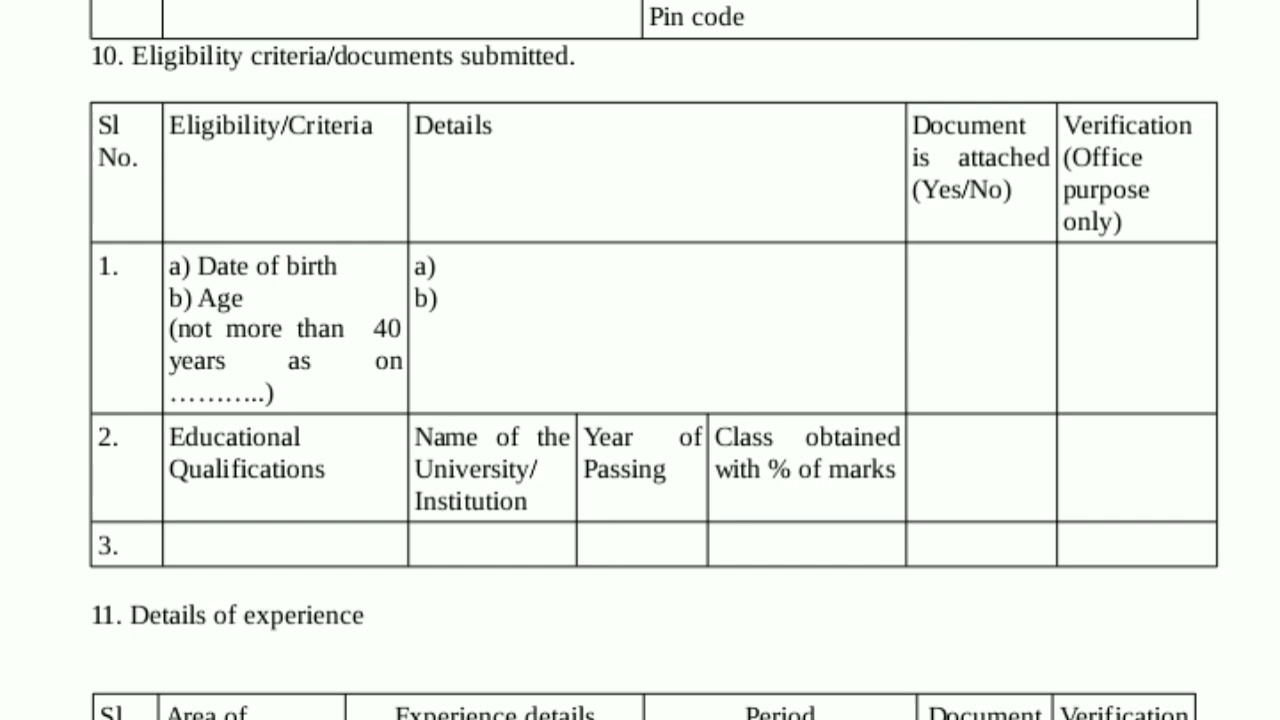 Pin code
10. Eligibility criteria/documents submitted.
Sl
No.
Eligibility/Criteria
Details
Document
is attached
(Yes/No)
Verification
(Office
purpose
only)
1.
a) Date of birth
b) Age
(not more than 40
years as on
………..)
a)
b)
2.
Educational
Qualifications
Name of the
University/
Institution
Year of
Passing
Class obtained
with % of marks
3.
11. Details of experience
Sl
Area of
Experience details
Period
Document
Verification